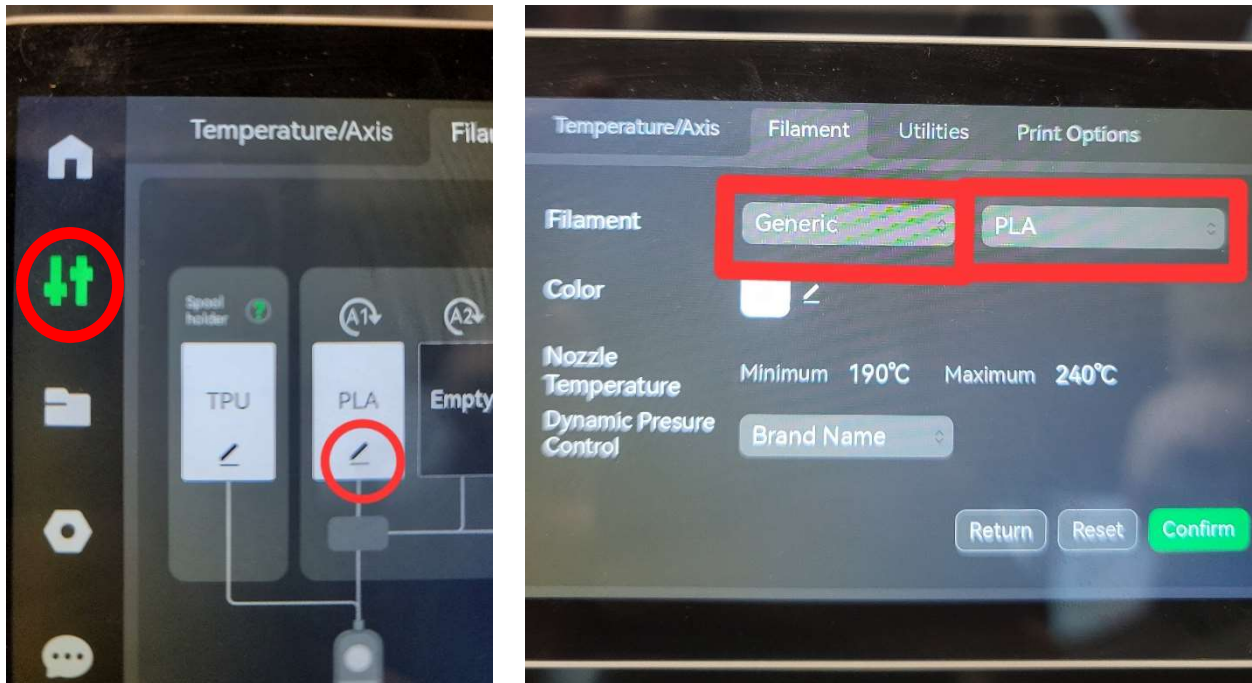 Temperature/Axis
Spool
holder ?
A1 A2
TPU PLA Empty
Temperature/Axis Filament Utilities Print Options
Filament Generic PLA
Color
Nozzle
Temperature Minimum 190°C Maximum 240°C
Dynamic Presure
Control Brand Name
Return Reset Confirm